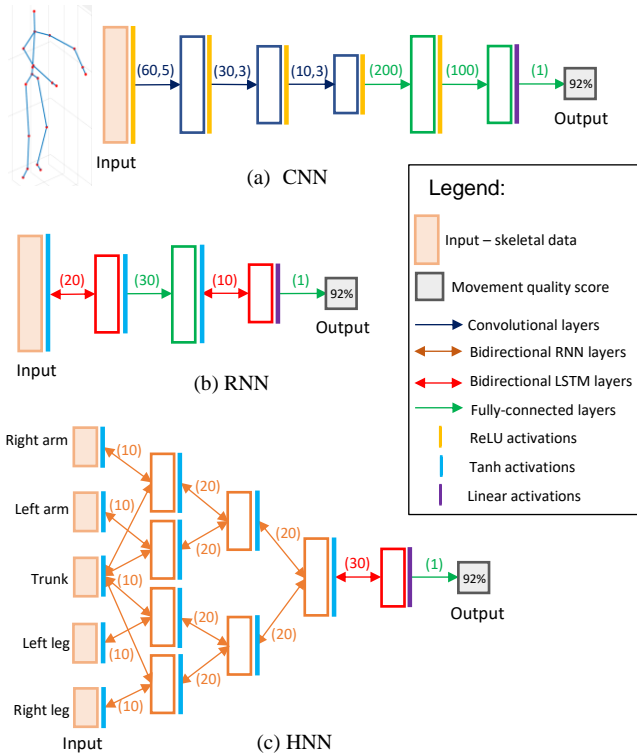 (60,5) (30,3) (10,3) (200) (100) (1)
92%
Input
Output
(a) CNN
(20) (30) (10) (1)
92%
Output
Input
(b) RNN
Legend:
Input – skeletal data
Movement quality score
Convolutional layers
Bidirectional RNN layers
Bidirectional LSTM layers
Fully-connected layers
ReLU activations
Tanh activations
Linear activations
Right arm
(10)
Left arm
(10)
(20)
(20)
(20)
Trunk
(10)
(30)
(1)
92%
Output
Left leg
(10)
(20)
(20)
(20)
Right leg
(10)
Input
(c) HNN